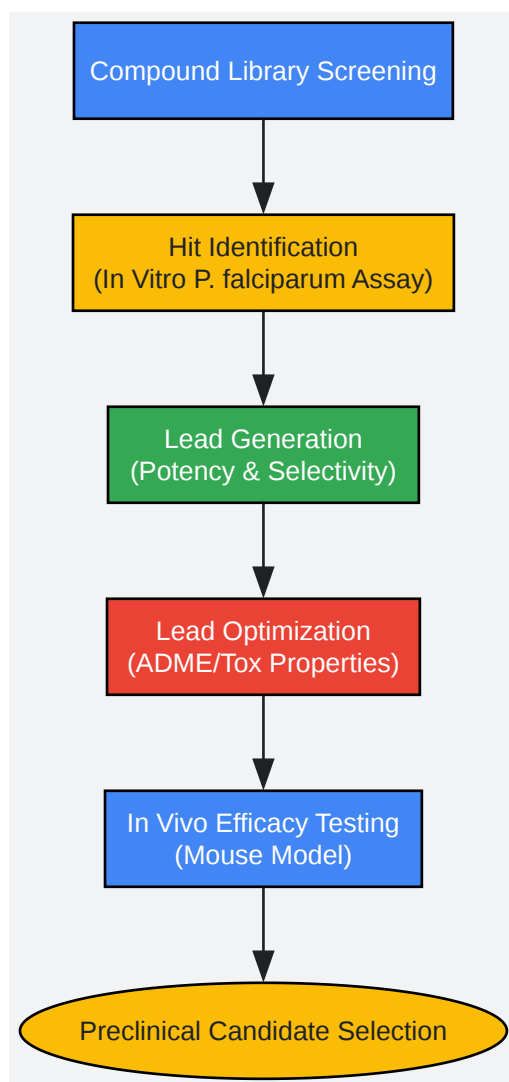 Compound Library Screening
Hit Identification
(In Vitro P. falciparum Assay)
Lead Generation
(Potency & Selectivity)
Lead Optimization
(ADME/Tox Properties)
In Vivo Efficacy Testing
(Mouse Model)
Preclinical Candidate Selection